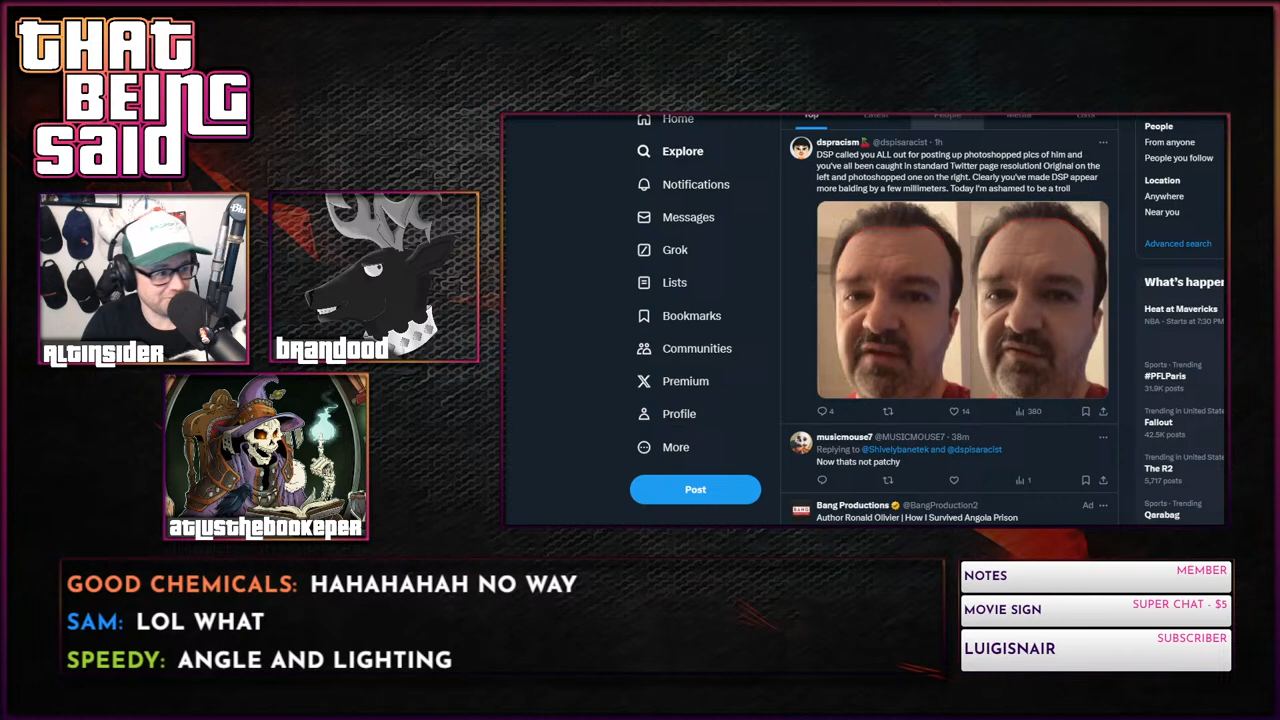 THAT
BEING
SAID
ALTINSIDER
BRANDOOD
ATLUSTHEBOOKEPER
Home
Explore
Notifications
Messages
Grok
Lists
Bookmarks
Communities
Premium
Profile
More
Post
Top
Latest
People
Media
Lists
dspracism @dspisaracist · 1h
DSP called you ALL out for posting up photoshopped pics of him and
you've all been caught in standard Twitter page resolution! Original on the
left and photoshopped one on the right. Clearly you've made DSP appear
more balding by a few millimeters. Today I'm ashamed to be a troll
4
14
380
musicmouse7 @MUSICMOUSE7 · 38m
Replying to @Shlvelybanetek and @dspisaracist
Now thats not patchy
1
Bang Productions @BangProduction2
Ad
Author Ronald Olivier | How I Survived Angola Prison
People
From anyone
People you follow
Location
Anywhere
Near you
Advanced search
What's happen
Heat at Mavericks
NBA · Starts at 7:30 PM
Sports · Trending
#PFLParis
31.9K posts
Trending in United State
Fallout
42.5K posts
Trending in United State
The R2
5,717 posts
Sports · Trending
Qarabag
GOOD CHEMICALS: HAHAHAHAH NO WAY
SAM: LOL WHAT
SPEEDY: ANGLE AND LIGHTING
NOTES
MEMBER
MOVIE SIGN
SUPER CHAT - $5
LUIGISNAIR
SUBSCRIBER